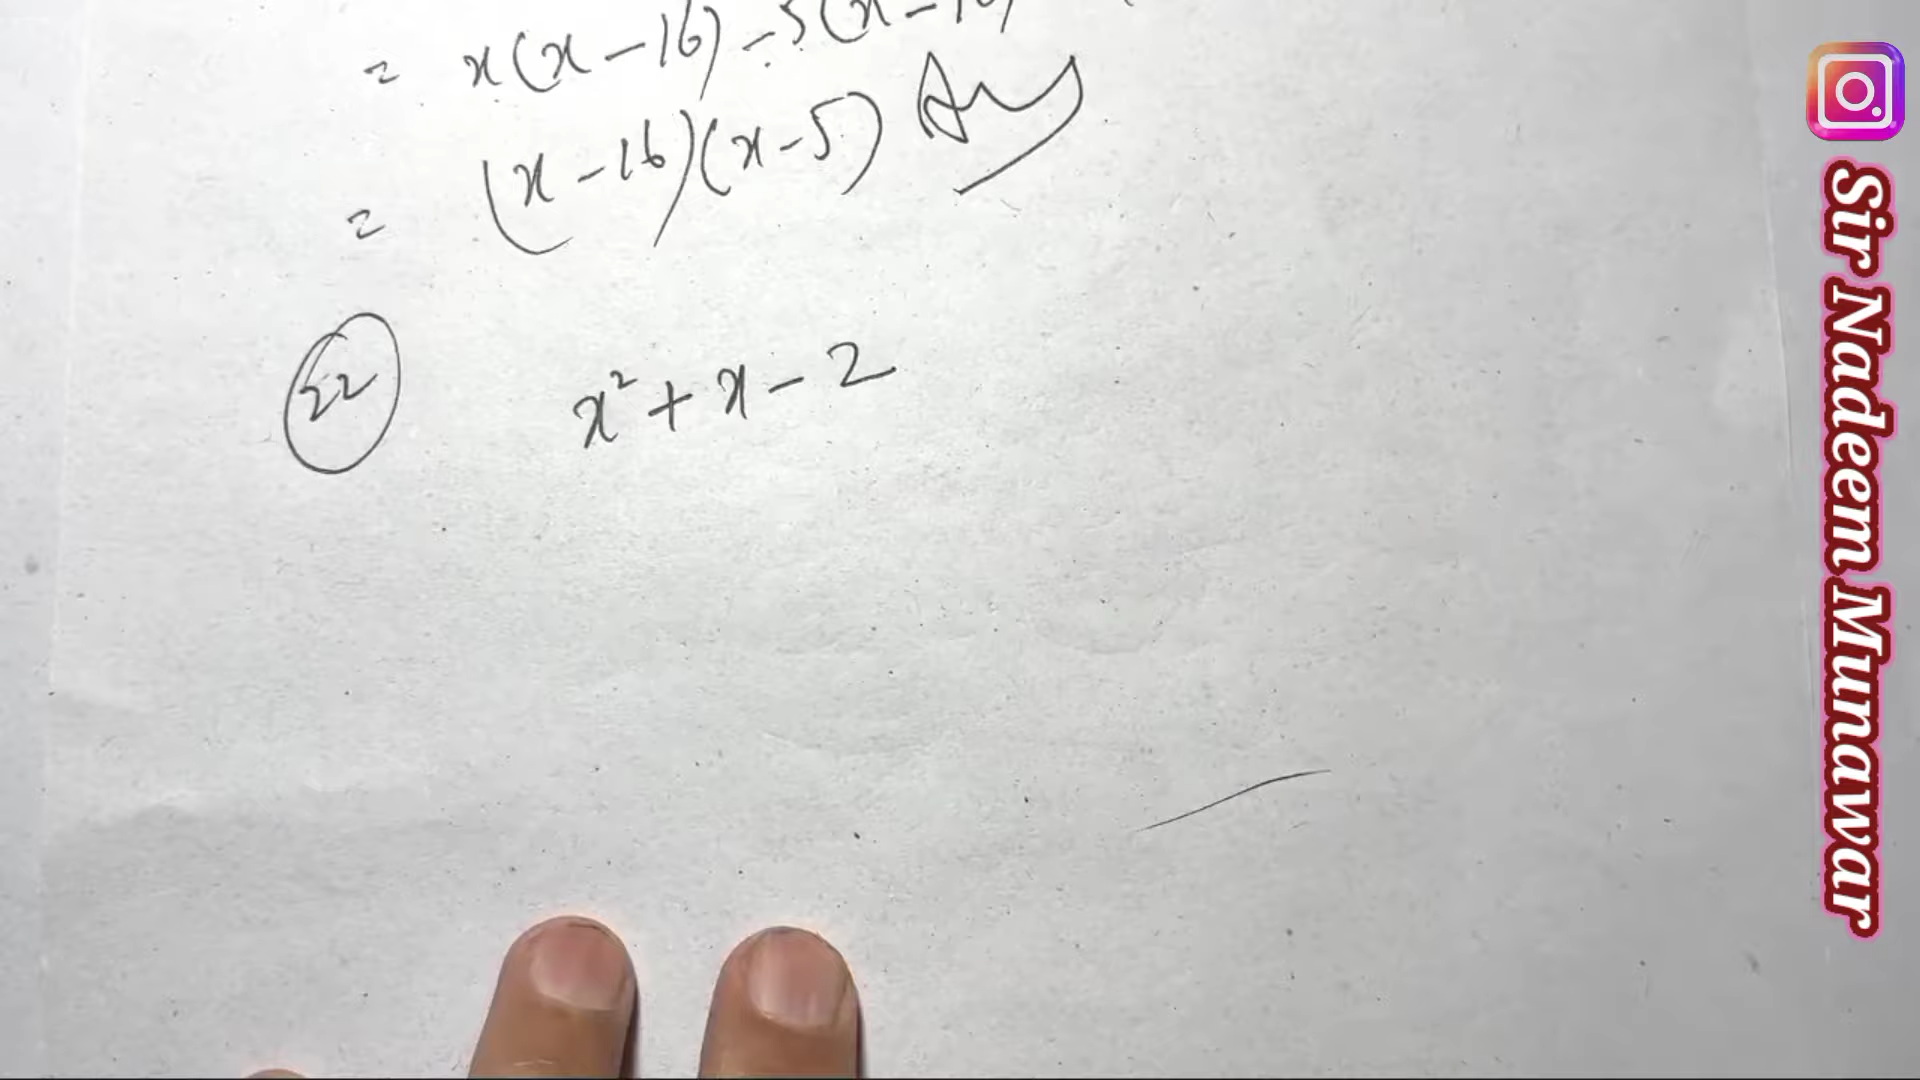 = x(x-16)-5(x-16)
= (x-16)(x-5) Ans
22 x²+x-2
Sir Nadeem Munawar